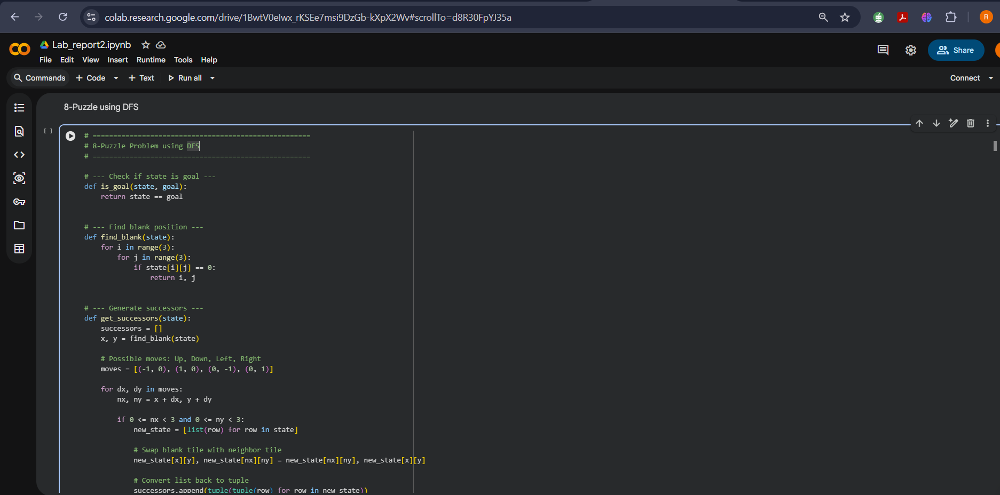 colab.research.google.com/drive/1BwtV0eIwx_rKSEe7msi9DzGb-kXpX2Wv#scrollTo=d8R30FpYJ35a
R
Lab_report2.ipynb
File Edit View Insert Runtime Tools Help
Share
Commands + Code + Text Run all
Connect
8-Puzzle using DFS
[ ]
# =====================================================
# 8-Puzzle Problem using DFS
# =====================================================
# --- Check if state is goal ---
def is_goal(state, goal):
    return state == goal
# --- Find blank position ---
def find_blank(state):
    for i in range(3):
        for j in range(3):
            if state[i][j] == 0:
                return i, j
# --- Generate successors ---
def get_successors(state):
    successors = []
    x, y = find_blank(state)
    # Possible moves: Up, Down, Left, Right
    moves = [(-1, 0), (1, 0), (0, -1), (0, 1)]
    for dx, dy in moves:
        nx, ny = x + dx, y + dy
        if 0 <= nx < 3 and 0 <= ny < 3:
            new_state = [list(row) for row in state]
            # Swap blank tile with neighbor tile
            new_state[x][y], new_state[nx][ny] = new_state[nx][ny], new_state[x][y]
            # Convert list back to tuple
            successors.append(tuple(tuple(row) for row in new_state))